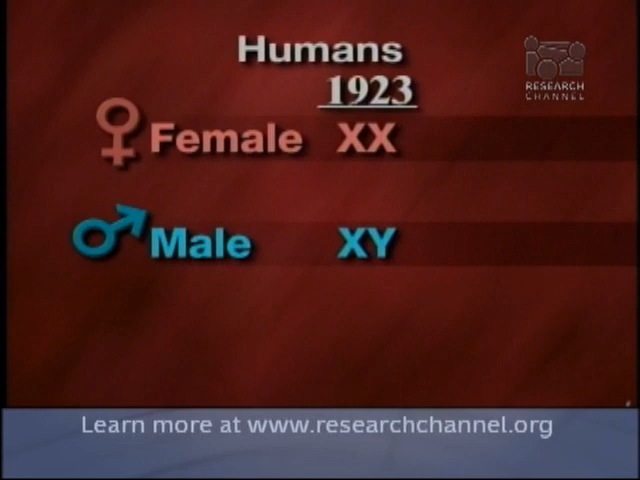 Humans
1923
RESEARCH
CHANNEL
Female XX
Male XY
Learn more at www.researchchannel.org